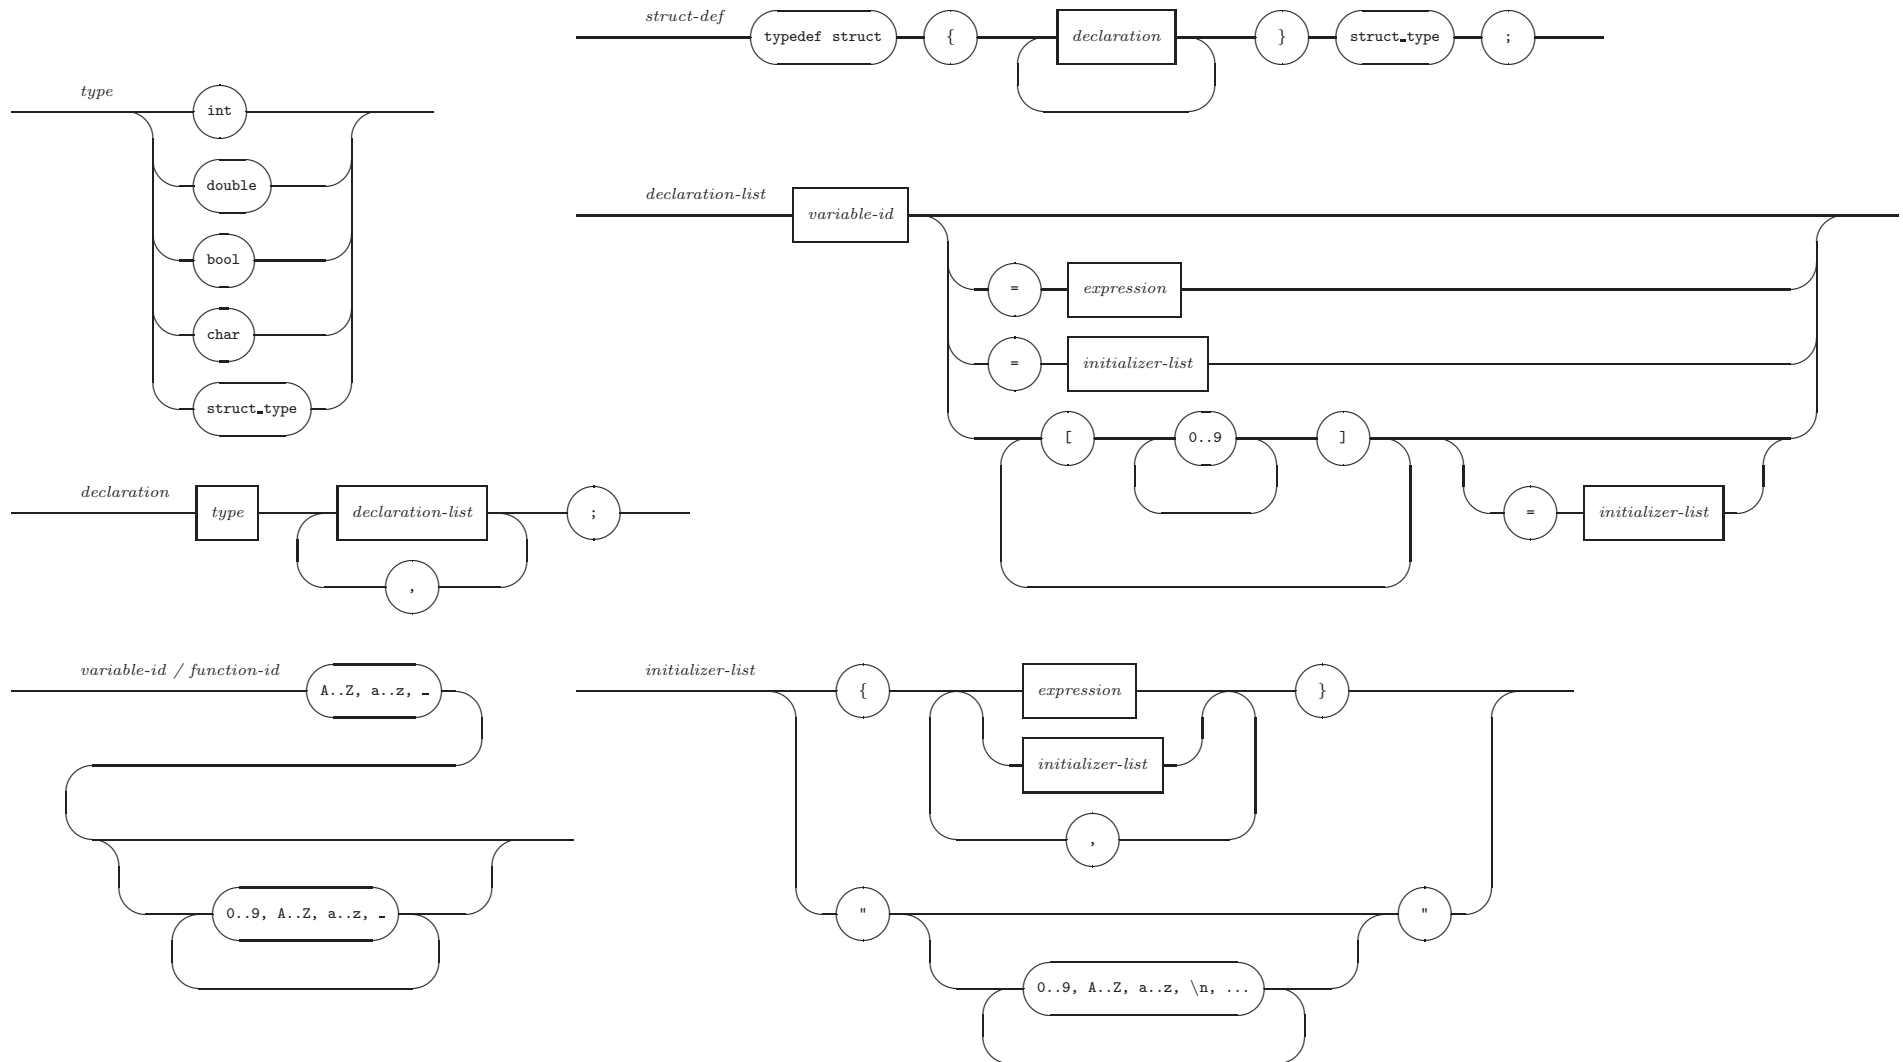 struct-def
typedef struct { declaration } struct_type ;
type
int
double
bool
char
struct_type
declaration-list
variable-id
= expression
= initializer-list
[ 0..9 ]
= initializer-list
declaration
type declaration-list ;
,
variable-id / function-id
A..Z, a..z, _
0..9, A..Z, a..z, _
initializer-list
{ expression }
initializer-list
,
" "
0..9, A..Z, a..z, \n, ...